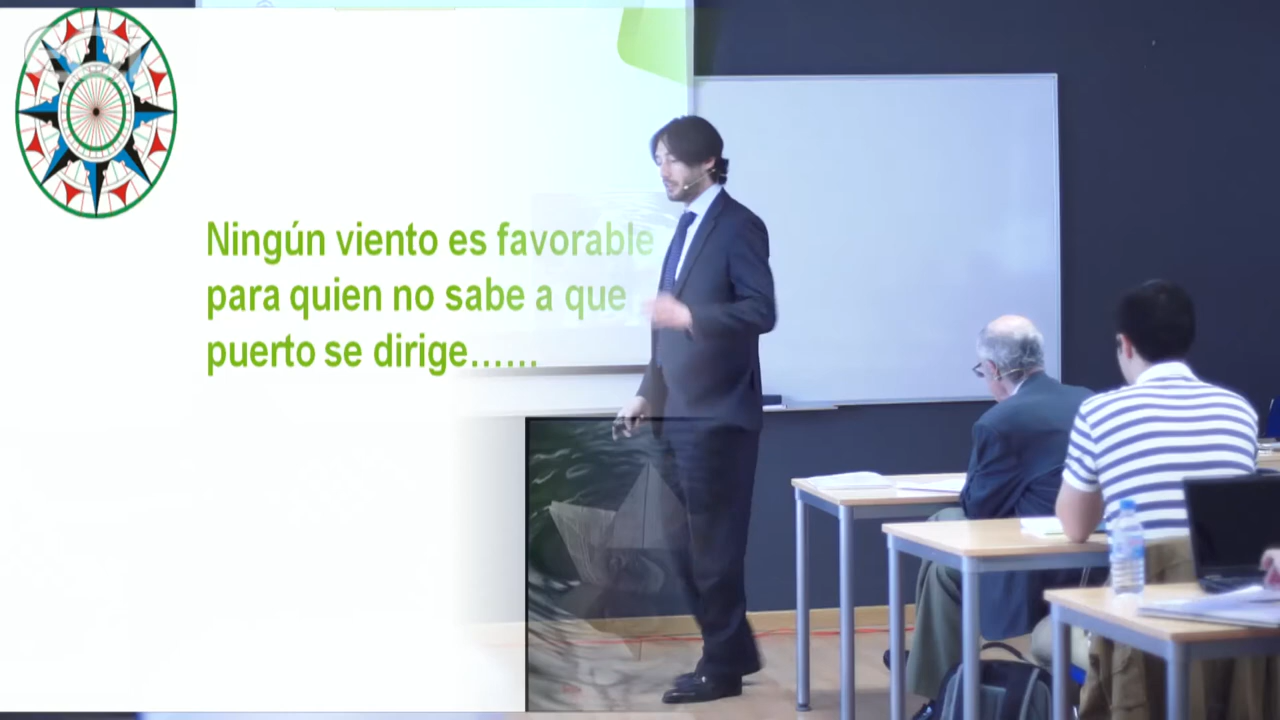 Ningún viento es favorable
para quien no sabe a que
puerto se dirige......